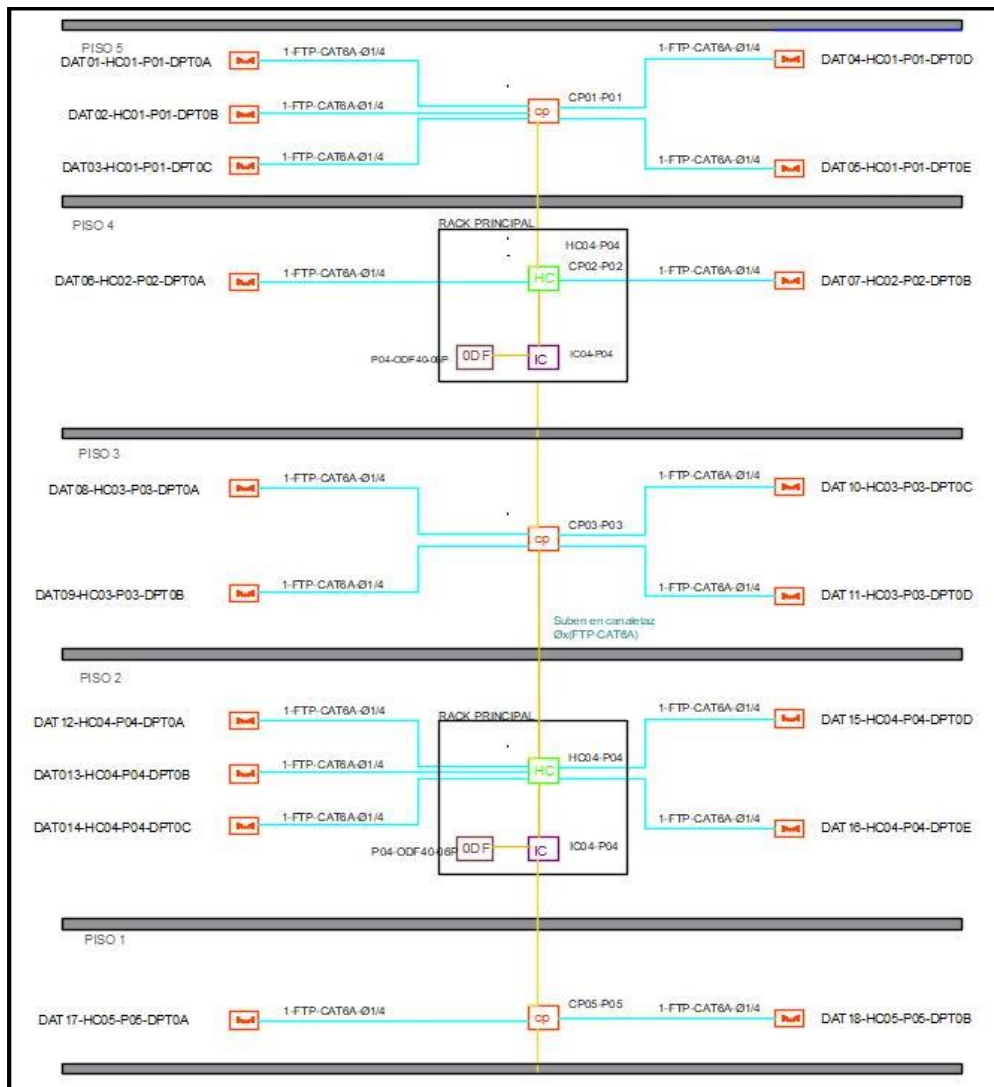 PISO 5
DAT01-HC01-P01-DPT0A
1-FTP-CAT6A-Ø1/4
1-FTP-CAT6A-Ø1/4
DAT04-HC01-P01-DPT0D
CP01-P01
DAT02-HC01-P01-DPT0B
1-FTP-CAT6A-Ø1/4
cp
DAT03-HC01-P01-DPT0C
1-FTP-CAT6A-Ø1/4
1-FTP-CAT6A-Ø1/4
DAT05-HC01-P01-DPT0E
PISO 4
RACK PRINCIPAL
HC04-P04
CP02-P02
DAT06-HC02-P02-DPT0A
1-FTP-CAT6A-Ø1/4
HC
1-FTP-CAT6A-Ø1/4
DAT07-HC02-P02-DPT0B
P04-ODF40-06P
ODF
IC
IC04-P04
PISO 3
DAT08-HC03-P03-DPT0A
1-FTP-CAT6A-Ø1/4
1-FTP-CAT6A-Ø1/4
DAT10-HC03-P03-DPT0C
CP03-P03
cp
DAT09-HC03-P03-DPT0B
1-FTP-CAT6A-Ø1/4
1-FTP-CAT6A-Ø1/4
DAT11-HC03-P03-DPT0D
Suben en canaletaz
Øx(FTP-CAT6A)
PISO 2
DAT12-HC04-P04-DPT0A
1-FTP-CAT6A-Ø1/4
RACK PRINCIPAL
1-FTP-CAT6A-Ø1/4
DAT15-HC04-P04-DPT0D
HC04-P04
DAT013-HC04-P04-DPT0B
1-FTP-CAT6A-Ø1/4
HC
DAT014-HC04-P04-DPT0C
1-FTP-CAT6A-Ø1/4
1-FTP-CAT6A-Ø1/4
DAT16-HC04-P04-DPT0E
P04-ODF40-06P
ODF
IC
IC04-P04
PISO 1
CP05-P05
DAT17-HC05-P05-DPT0A
1-FTP-CAT6A-Ø1/4
cp
1-FTP-CAT6A-Ø1/4
DAT18-HC05-P05-DPT0B